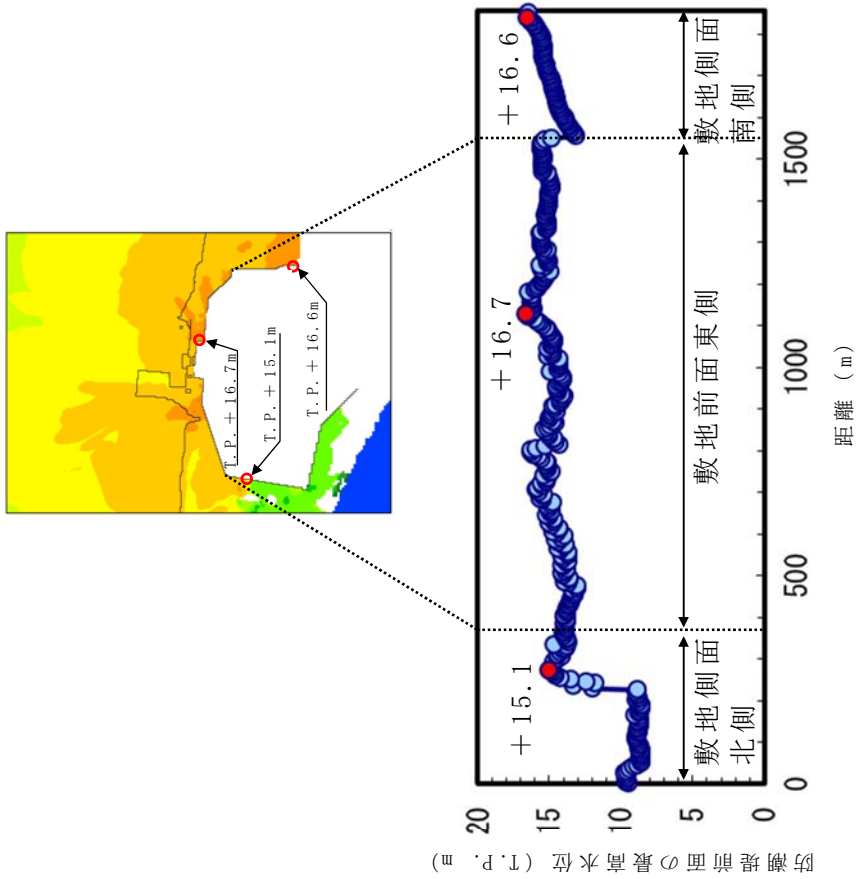 T.P.+16.7m
T.P.+15.1m
T.P.+16.6m
防潮堤前面の最高水位(T.P. m)
20
15
10
5
0
+15.1
+16.7
+16.6
敷地側面
北側
敷地前面東側
敷地側面
南側
0
500
1000
1500
距離(m)